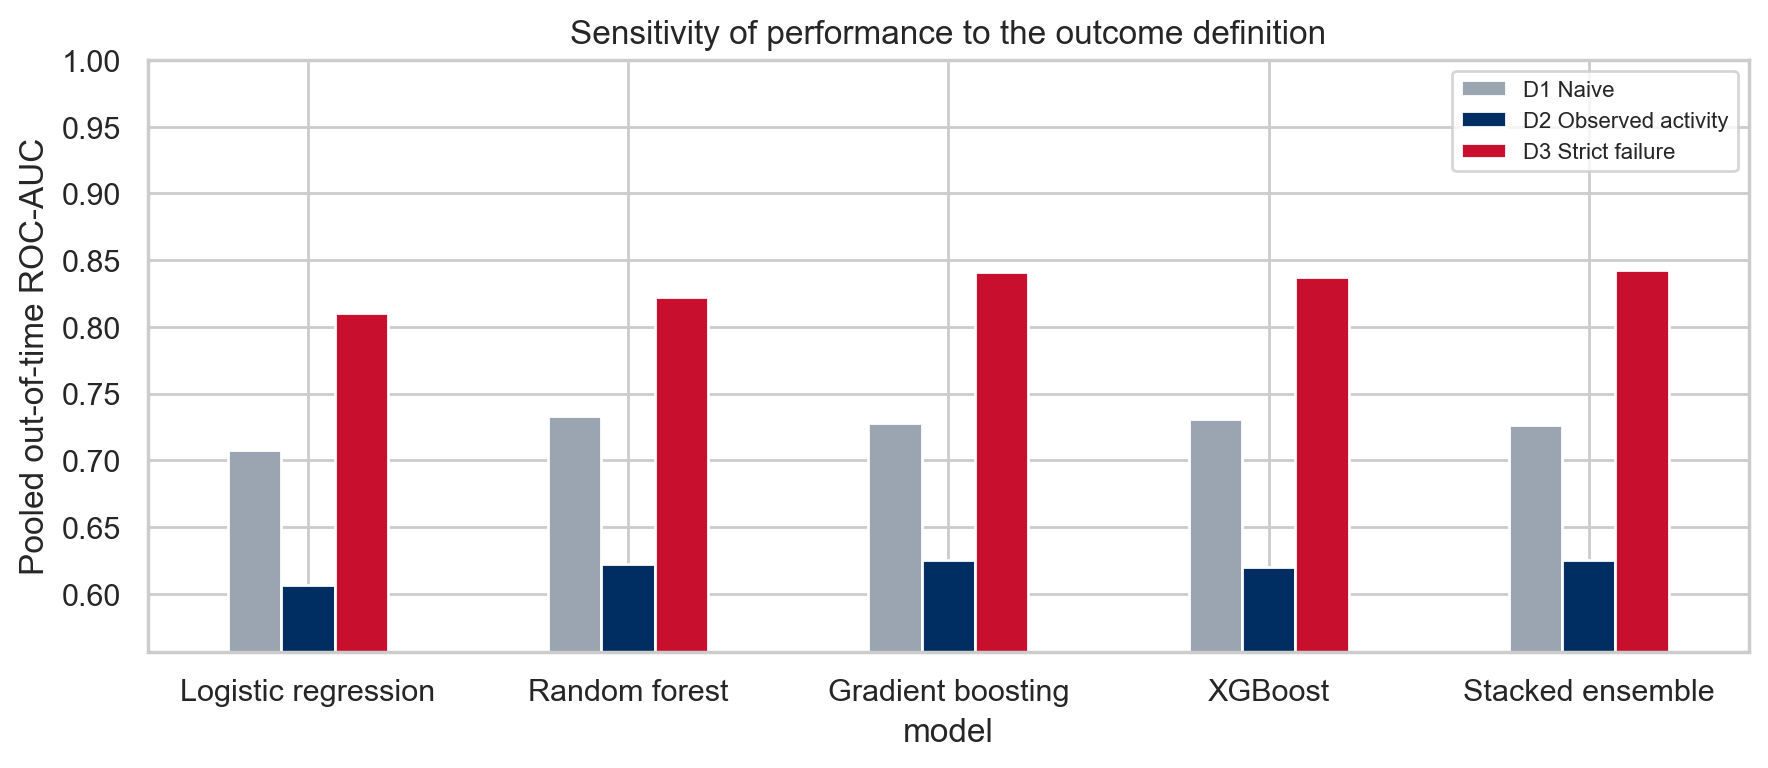 Sensitivity of performance to the outcome definition
Pooled out-of-time ROC-AUC
1.00
0.95
0.90
0.85
0.80
0.75
0.70
0.65
0.60
D1 Naive
D2 Observed activity
D3 Strict failure
Logistic regression
Random forest
Gradient boosting
XGBoost
Stacked ensemble
model